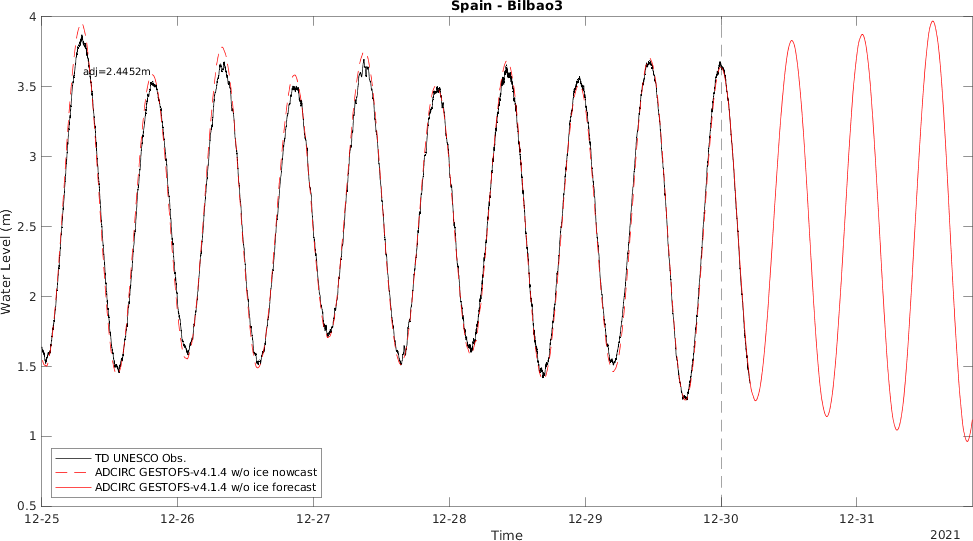 Spain - Bilbao3
4
3.5
3
2.5
2
1.5
1
0.5
Water Level (m)
adj=2.4452m
TD UNESCO Obs.
ADCIRC GESTOFS-v4.1.4 w/o ice nowcast
ADCIRC GESTOFS-v4.1.4 w/o ice forecast
12-25
12-26
12-27
12-28
12-29
12-30
12-31
Time
2021